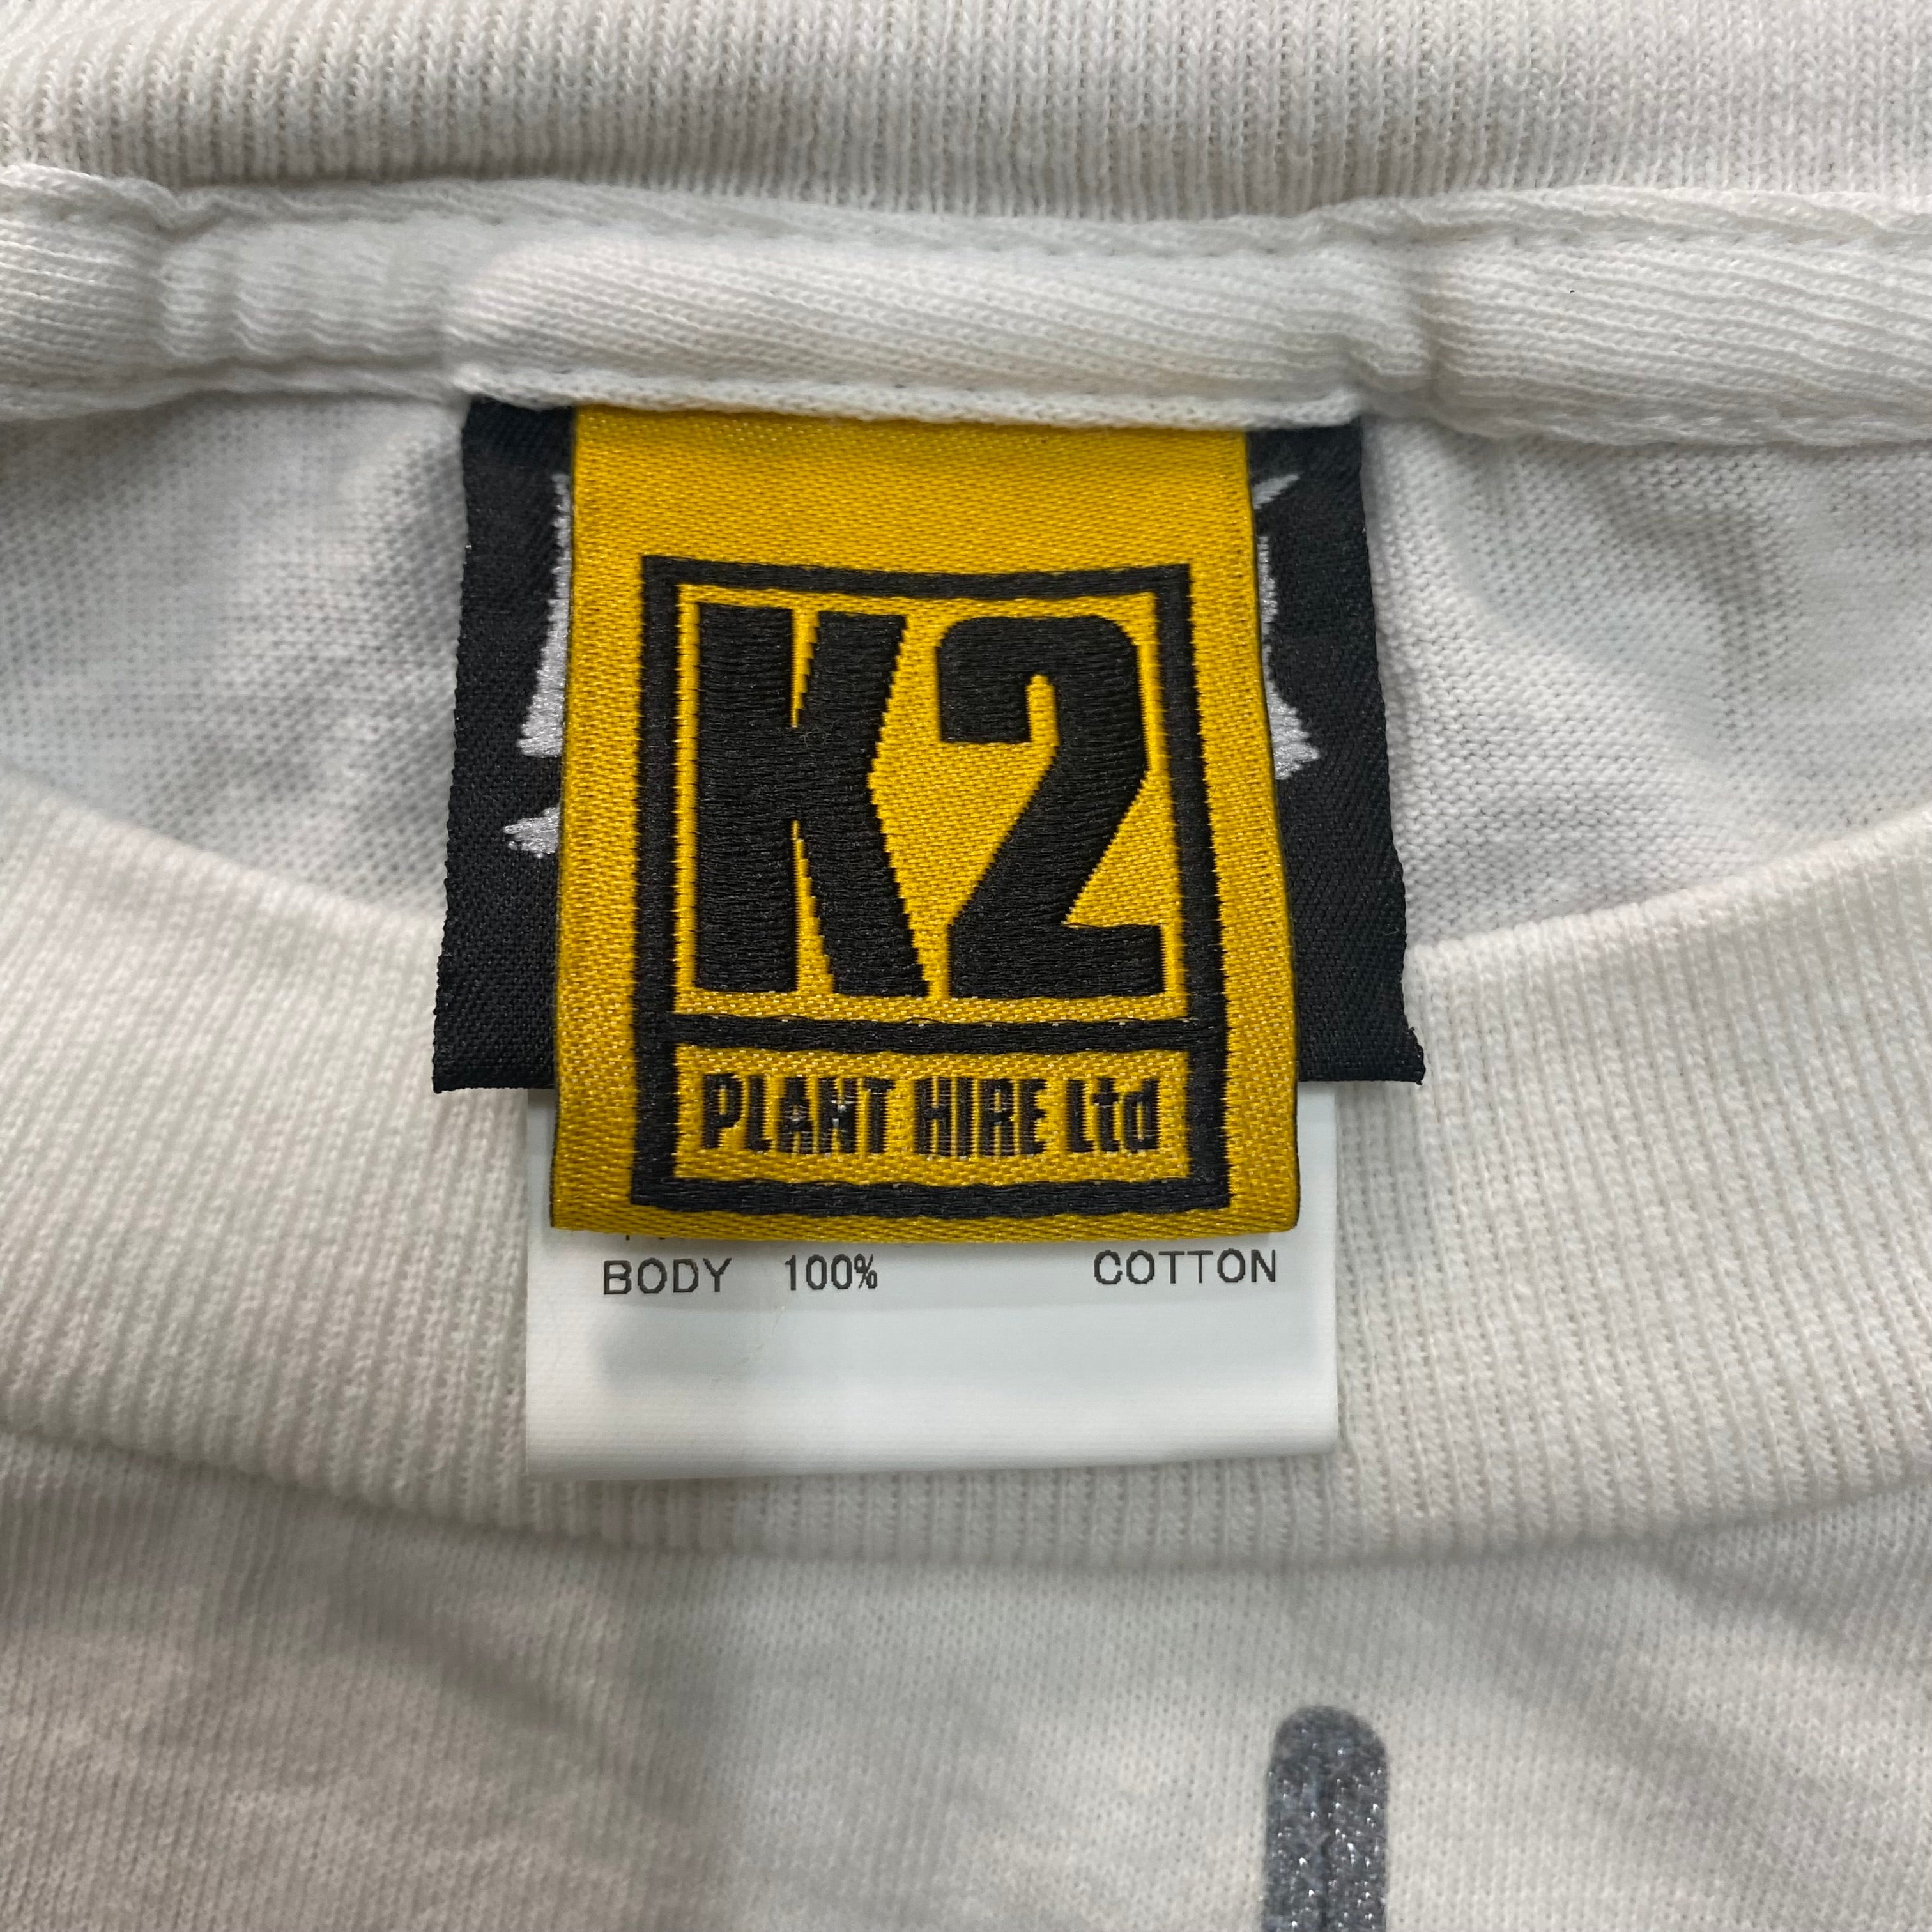 K2
PLANT HIRE Ltd
BODY 100% COTTON